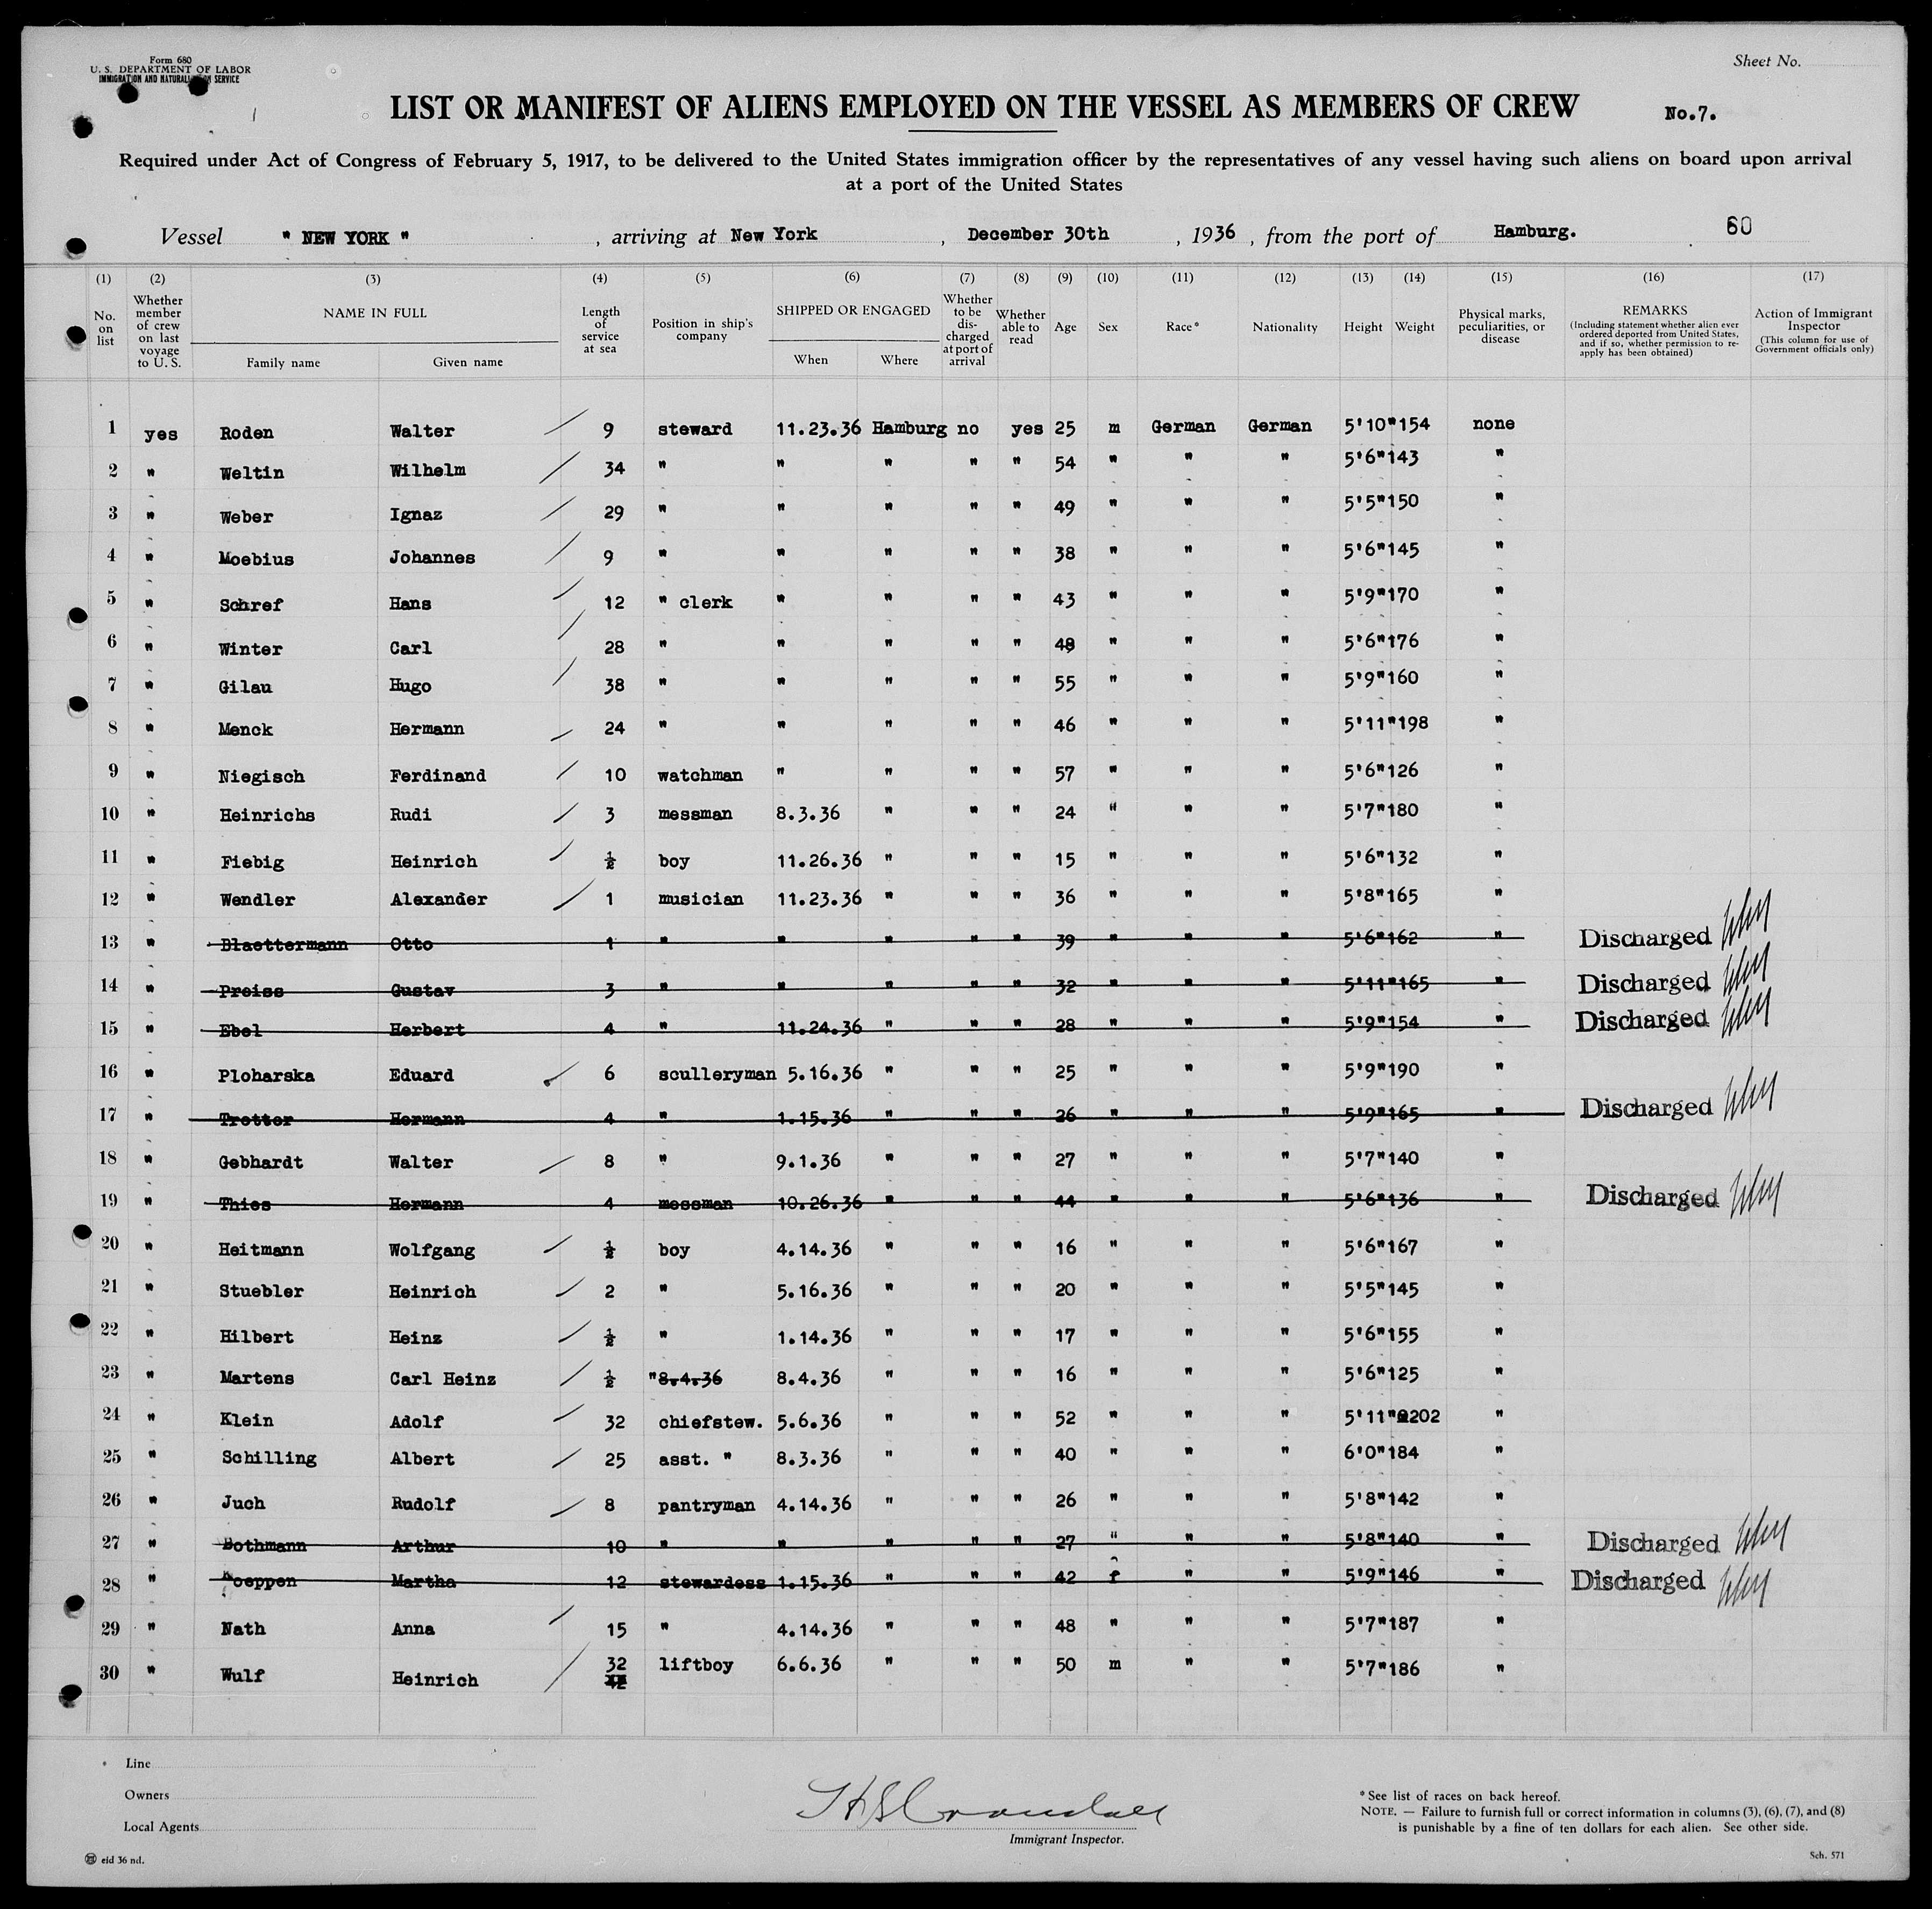 Form 680
U. S. DEPARTMENT OF LABOR
IMMIGRATION AND NATURALIZATION SERVICE
Sheet No.
LIST OR MANIFEST OF ALIENS EMPLOYED ON THE VESSEL AS MEMBERS OF CREW No.7.
Required under Act of Congress of February 5, 1917, to be delivered to the United States immigration officer by the representatives of any vessel having such aliens on board upon arrival
at a port of the United States
Vessel " NEW YORK " , arriving at New York , December 30th , 1936 , from the port of Hamburg. 60
(1) (2) (3) (4) (5) (6) (7) (8) (9) (10) (11) (12) (13) (14) (15) (16) (17)
No. on list
Whether member of crew on last voyage to U. S.
NAME IN FULL
Family name Given name
Length of service at sea
Position in ship's company
SHIPPED OR ENGAGED
When Where
Whether to be dis-charged at port of arrival
Whether able to read
Age
Sex
Race*
Nationality
Height Weight
Physical marks, peculiarities, or disease
REMARKS
(Including statement whether alien ever ordered deported from United States, and if so, whether permission to re-apply has been obtained)
Action of Immigrant Inspector
(This column for use of Government officials only)
1 yes Roden Walter 9 steward 11.23.36 Hamburg no yes 25 m German German 5'10" 154 none
2 " Weltin Wilhelm 34 " " " " " 54 " " " 5'6" 143 "
3 " Weber Ignaz 29 " " " " " 49 " " " 5'5" 150 "
4 " Moebius Johannes 9 " " " " " 38 " " " 5'6" 145 "
5 " Schref Hans 12 " clerk " " " " 43 " " " 5'9" 170 "
6 " Winter Carl 28 " " " " " 48 " " " 5'6" 176 "
7 " Gilau Hugo 38 " " " " " 55 " " " 5'9" 160 "
8 " Menck Hermann 24 " " " " " 46 " " " 5'11" 198 "
9 " Niegisch Ferdinand 10 watchman " " " " 57 " " " 5'6" 126 "
10 " Heinrichs Rudi 3 messman 8.3.36 " " " 24 " " " 5'7" 180 "
11 " Fiebig Heinrich ½ boy 11.26.36 " " " 15 " " " 5'6" 132 "
12 " Wendler Alexander 1 musician 11.23.36 " " " 36 " " " 5'8" 165 "
13 " Blaettermann Otto 1 " " " " " 39 " " " 5'6" 162 " Discharged
14 " Preiss Gustav 3 " " " " " 32 " " " 5'11" 165 " Discharged
15 " Ebel Herbert 4 " 11.24.36 " " " 28 " " " 5'9" 154 " Discharged
16 " Ploharska Eduard 6 sculleryman 5.16.36 " " " 25 " " " 5'9" 190 "
17 " Trotter Hermann 4 " 1.15.36 " " " 26 " " " 5'9" 165 " Discharged
18 " Gebhardt Walter 8 " 9.1.36 " " " 27 " " " 5'7" 140 "
19 " Thies Hermann 4 messman 10.26.36 " " " 44 " " " 5'6" 136 " Discharged
20 " Heitmann Wolfgang ½ boy 4.14.36 " " " 16 " " " 5'6" 167 "
21 " Stuebler Heinrich 2 " 5.16.36 " " " 20 " " " 5'5" 145 "
22 " Hilbert Heinz ½ " 1.14.36 " " " 17 " " " 5'6" 155 "
23 " Martens Carl Heinz ½ " 8.4.36 8.4.36 " " " 16 " " " 5'6" 125 "
24 " Klein Adolf 32 chiefstew. 5.6.36 " " " 52 " " " 5'11" 202 "
25 " Schilling Albert 25 asst. " 8.3.36 " " " 40 " " " 6'0" 184 "
26 " Juch Rudolf 8 pantryman 4.14.36 " " " 26 " " " 5'8" 142 "
27 " Bothmann Arthur 10 " " " " " 27 " " " 5'8" 140 " Discharged
28 " oeppen Martha 12 stewardess 1.15.36 " " " 42 f " " 5'9" 146 " Discharged
29 " Nath Anna 15 " 4.14.36 " " " 48 " " " 5'7" 187 "
30 " Wulf Heinrich 32 liftboy 6.6.36 " " " 50 m " " 5'7" 186 "
Line
Owners
Local Agents
eid 36 nd.
H S Crandall
Immigrant Inspector.
* See list of races on back hereof.
NOTE. — Failure to furnish full or correct information in columns (3), (6), (7), and (8)
is punishable by a fine of ten dollars for each alien. See other side.
Sch. 571